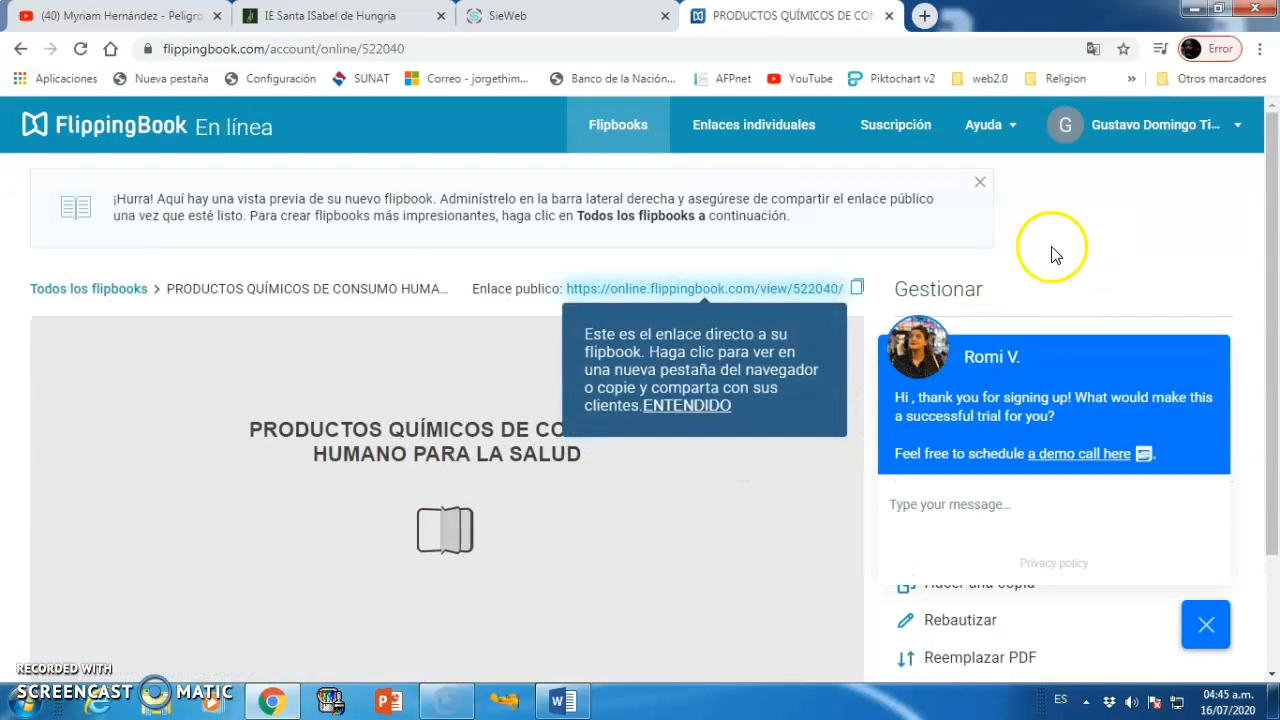 (40) Myriam Hernández - Peligro
IE Santa ISabel de Hungria
SieWeb
PRODUCTOS QUÍMICOS DE CON
flippingbook.com/account/online/522040
Error
Aplicaciones
Nueva pestaña
Configuración
SUNAT
Correo - jorgethim...
Banco de la Nación,...
AFPnet
YouTube
Piktochart v2
web2.0
Religion
»
Otros marcadores
FlippingBook En línea
Flipbooks
Enlaces individuales
Suscripción
Ayuda
G
Gustavo Domingo Ti...
¡Hurra! Aquí hay una vista previa de su nuevo flipbook. Adminístrelo en la barra lateral derecha y asegúrese de compartir el enlace público
una vez que esté listo. Para crear flipbooks más impresionantes, haga clic en Todos los flipbooks a continuación.
Todos los flipbooks > PRODUCTOS QUÍMICOS DE CONSUMO HUMA...
Enlace publico: https://online.flippingbook.com/view/522040/
Gestionar
Este es el enlace directo a su
flipbook. Haga clic para ver en
una nueva pestaña del navegador
o copie y comparta con sus
clientes.ENTENDIDO
PRODUCTOS QUÍMICOS DE CO
HUMANO PARA LA SALUD
Romi V.
Hi , thank you for signing up! What would make this
a successful trial for you?
Feel free to schedule a demo call here .
Type your message...
Privacy policy
Hacer una copia
Rebautizar
Reemplazar PDF
RECORDED WITH
SCREENCAST MATIC
ES
04:45 a.m.
16/07/2020